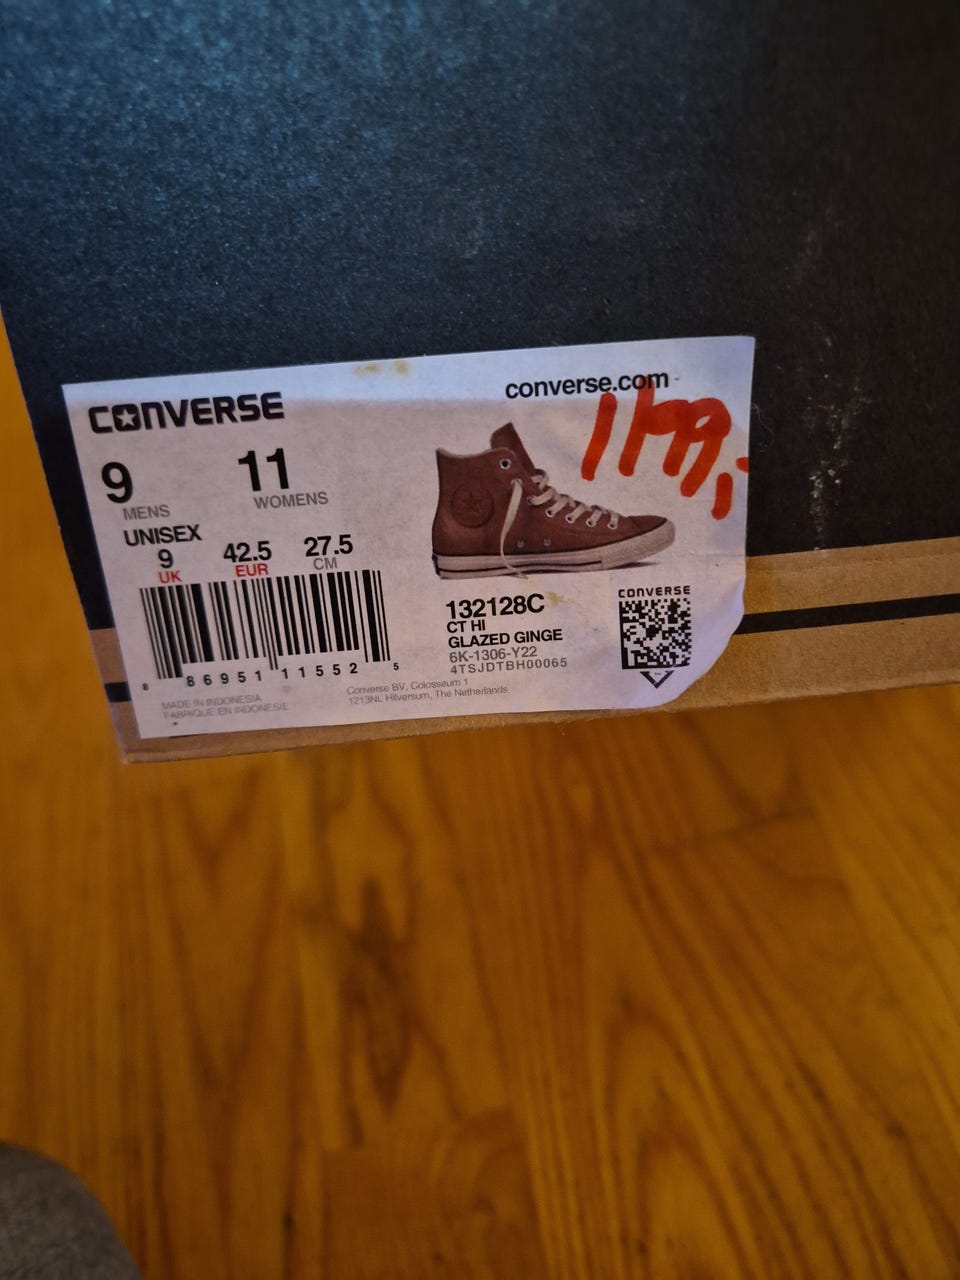 converse.com
1199,-
CONVERSE
9 11
MENS WOMENS
UNISEX
9 42.5 27.5
UK EUR CM
8 86951 11552 5
MADE IN INDONESIA
FABRIQUE EN INDONESIE
132128C
CT HI
GLAZED GINGE
6K-1306-Y22
4TSJDTBH00065
Converse BV, Colosseum 1
1213NL Hilversum, The Netherlands
CONVERSE